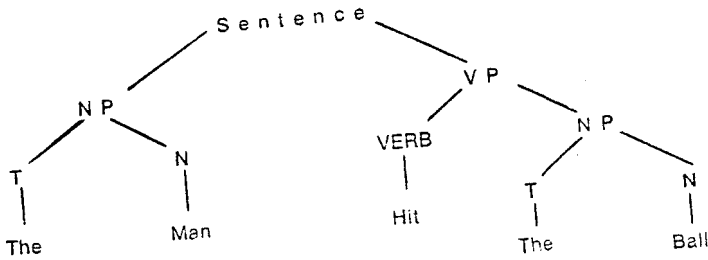 Sentence
VP
NP
NP
VERB
N
T
T
N
Hit
Man
The
The
Ball